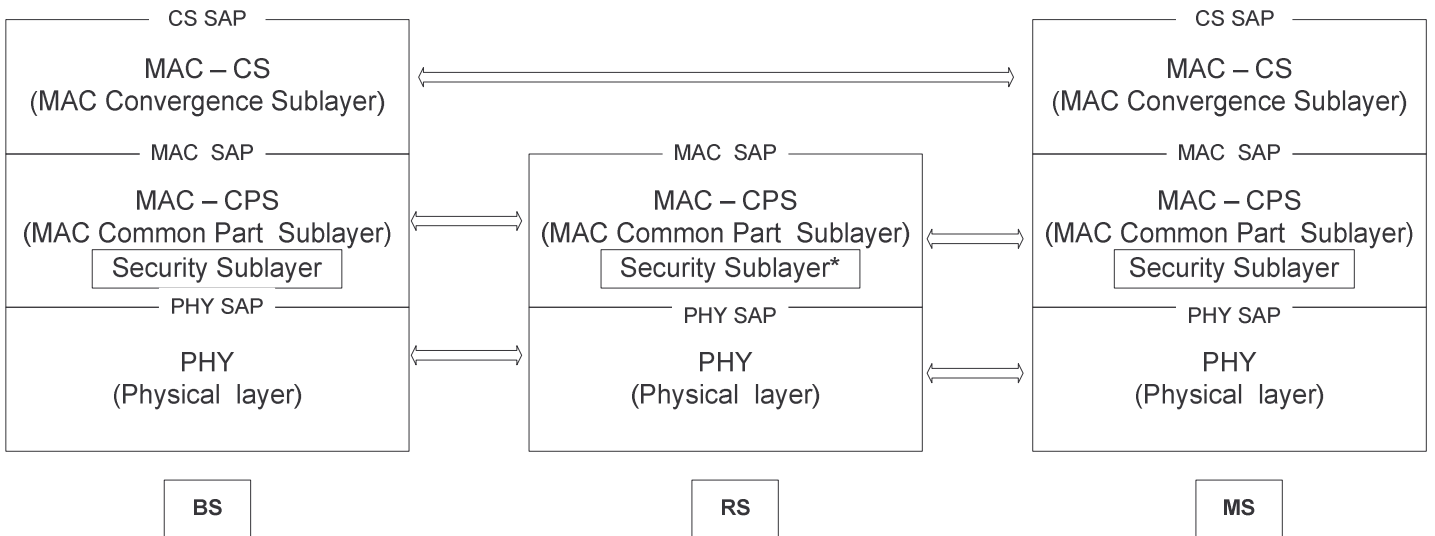 CS SAP
MAC – CS
(MAC Convergence Sublayer)
MAC SAP
MAC – CPS
(MAC Common Part Sublayer)
Security Sublayer
PHY SAP
PHY
(Physical layer)
BS
MAC SAP
MAC – CPS
(MAC Common Part Sublayer)
Security Sublayer*
PHY SAP
PHY
(Physical layer)
RS
CS SAP
MAC – CS
(MAC Convergence Sublayer)
MAC SAP
MAC – CPS
(MAC Common Part Sublayer)
Security Sublayer
PHY SAP
PHY
(Physical layer)
MS